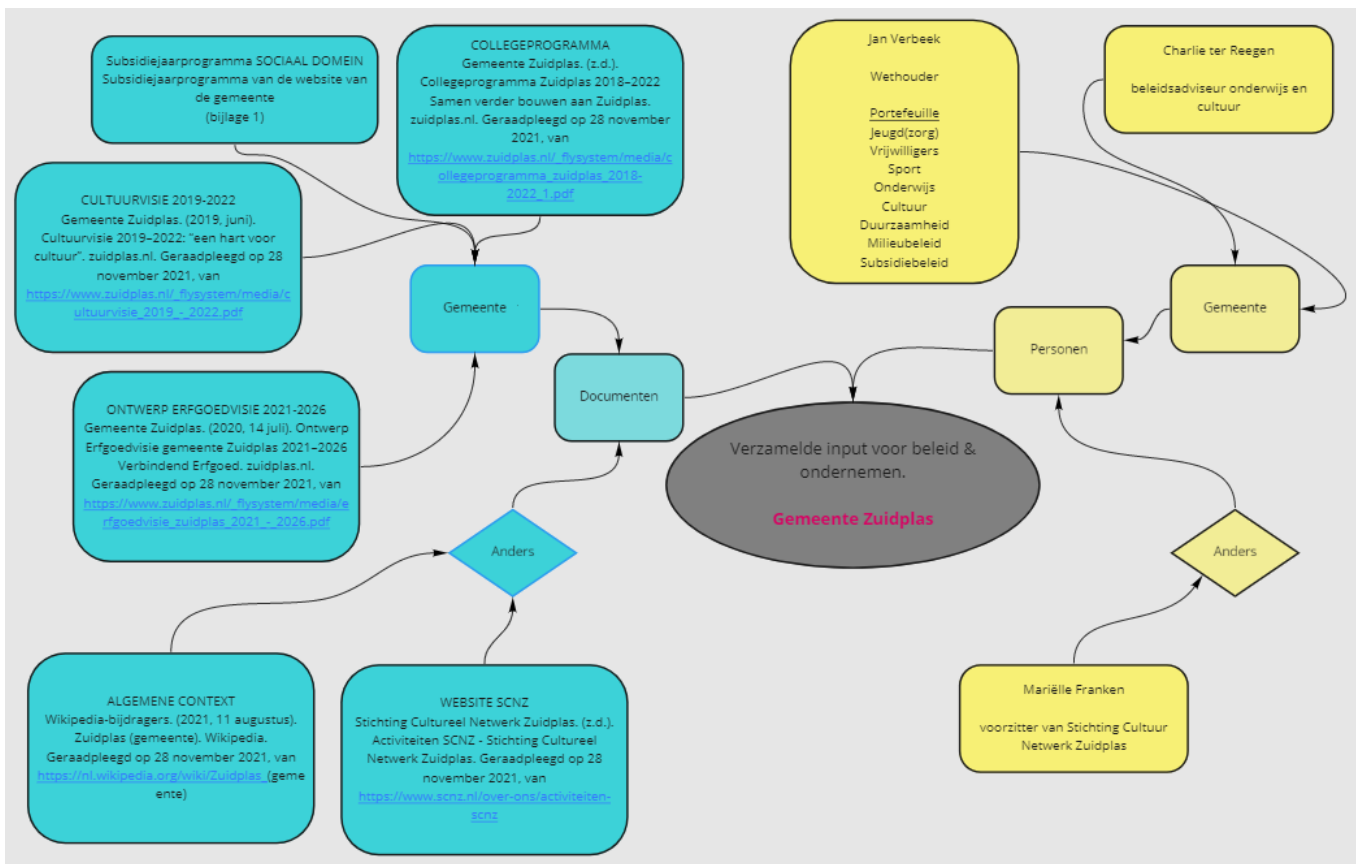 Subsidiejaarprogramma SOCIAAL DOMEIN
Subsidiejaarprogramma van de website van
de gemeente
(bijlage 1)
COLLEGEPROGRAMMA
Gemeente Zuidplas. (z.d.).
Collegeprogramma Zuidplas 2018–2022
Samen verder bouwen aan Zuidplas.
zuidplas.nl. Geraadpleegd op 28 november
2021, van
https://www.zuidplas.nl/_flysystem/media/c
ollegeprogramma_zuidplas_2018-
2022_1.pdf
CULTUURVISIE 2019-2022
Gemeente Zuidplas. (2019, juni).
Cultuurvisie 2019–2022: “een hart voor
cultuur”. zuidplas.nl. Geraadpleegd op 28
november 2021, van
https://www.zuidplas.nl/_flysystem/media/c
ultuurvisie_2019_-_2022.pdf
Gemeente
Documenten
ONTWERP ERFGOEDVISIE 2021-2026
Gemeente Zuidplas. (2020, 14 juli). Ontwerp
Erfgoedvisie gemeente Zuidplas 2021–2026
Verbindend Erfgoed. zuidplas.nl.
Geraadpleegd op 28 november 2021, van
https://www.zuidplas.nl/_flysystem/media/e
rfgoedvisie_zuidplas_2021_-_2026.pdf
Anders
ALGEMENE CONTEXT
Wikipedia-bijdragers. (2021, 11 augustus).
Zuidplas (gemeente). Wikipedia.
Geraadpleegd op 28 november 2021, van
https://nl.wikipedia.org/wiki/Zuidplas_(geme
ente)
WEBSITE SCNZ
Stichting Cultureel Netwerk Zuidplas. (z.d.).
Activiteiten SCNZ - Stichting Cultureel
Netwerk Zuidplas. Geraadpleegd op 28
november 2021, van
https://www.scnz.nl/over-ons/activiteiten-
scnz
Verzamelde input voor beleid &
ondernemen.
Gemeente Zuidplas
Jan Verbeek
Wethouder
Portefeuille
Jeugd(zorg)
Vrijwilligers
Sport
Onderwijs
Cultuur
Duurzaamheid
Milieubeleid
Subsidiebeleid
Charlie ter Reegen
beleidsadviseur onderwijs en
cultuur
Gemeente
Personen
Anders
Mariëlle Franken
voorzitter van Stichting Cultuur
Netwerk Zuidplas